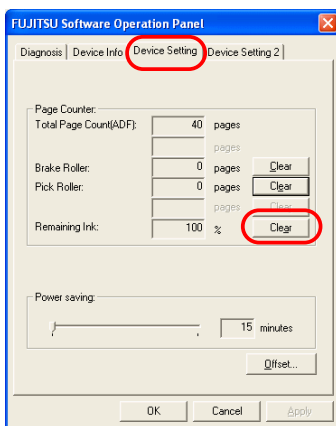 FUJITSU Software Operation Panel
Diagnosis Device Info Device Setting Device Setting 2
Page Counter:
Total Page Count(ADF): 40 pages
pages
Brake Roller: 0 pages Clear
Pick Roller: 0 pages Clear
pages Clear
Remaining Ink: 100 % Clear
Power saving:
15 minutes
Offset...
OK Cancel Apply